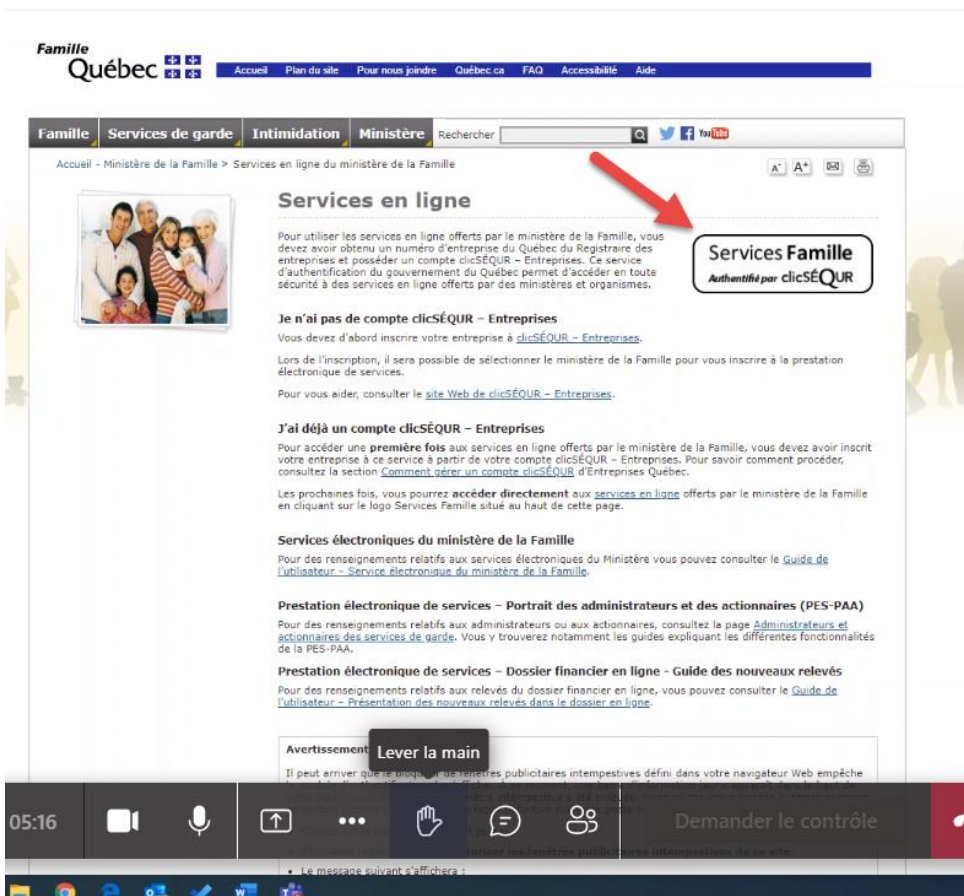 Famille
Québec
Accueil Plan du site Pour nous joindre Québec.ca FAQ Accessibilité Aide
Famille Services de garde Intimidation Ministère Rechercher You Tube
Accueil - Ministère de la Famille > Services en ligne du ministère de la Famille
A- A+
Services en ligne
Pour utiliser les services en ligne offerts par le ministère de la Famille, vous
devez avoir obtenu un numéro d'entreprise du Québec du Registraire des
entreprises et posséder un compte clicSÉQUR – Entreprises. Ce service
d'authentification du gouvernement du Québec permet d'accéder en toute
sécurité à des services en ligne offerts par des ministères et organismes.
Services Famille
Authentifié par clicSÉQUR
Je n'ai pas de compte clicSÉQUR – Entreprises
Vous devez d'abord inscrire votre entreprise à clicSÉQUR – Entreprises.
Lors de l'inscription, il sera possible de sélectionner le ministère de la Famille pour vous inscrire à la prestation
électronique de services.
Pour vous aider, consulter le site Web de clicSÉQUR – Entreprises.
J'ai déjà un compte clicSÉQUR – Entreprises
Pour accéder une première fois aux services en ligne offerts par le ministère de la Famille, vous devez avoir inscrit
votre entreprise à ce service à partir de votre compte clicSÉQUR – Entreprises. Pour savoir comment procéder,
consultez la section Comment gérer un compte clicSÉQUR d'Entreprises Québec.
Les prochaines fois, vous pourrez accéder directement aux services en ligne offerts par le ministère de la Famille
en cliquant sur le logo Services Famille situé au haut de cette page.
Services électroniques du ministère de la Famille
Pour des renseignements relatifs aux services électroniques du Ministère vous pouvez consulter le Guide de
l'utilisateur – Service électronique du ministère de la Famille.
Prestation électronique de services – Portrait des administrateurs et des actionnaires (PES-PAA)
Pour des renseignements relatifs aux administrateurs ou aux actionnaires, consultez la page Administrateurs et
actionnaires des services de garde. Vous y trouverez notamment les guides expliquant les différentes fonctionnalités
de la PES-PAA.
Prestation électronique de services – Dossier financier en ligne - Guide des nouveaux relevés
Pour des renseignements relatifs aux relevés du dossier financier en ligne, vous pouvez consulter le Guide de
l'utilisateur – Présentation des nouveaux relevés dans le dossier en ligne.
Avertissement
Lever la main
Il peut arriver que le fenêtres publicitaires intempestives défini dans votre navigateur Web empêche
05:16 Demander le contrôle
les fenêtres publicitaires intempestives de ce site
• Le message suivant s'affichera :